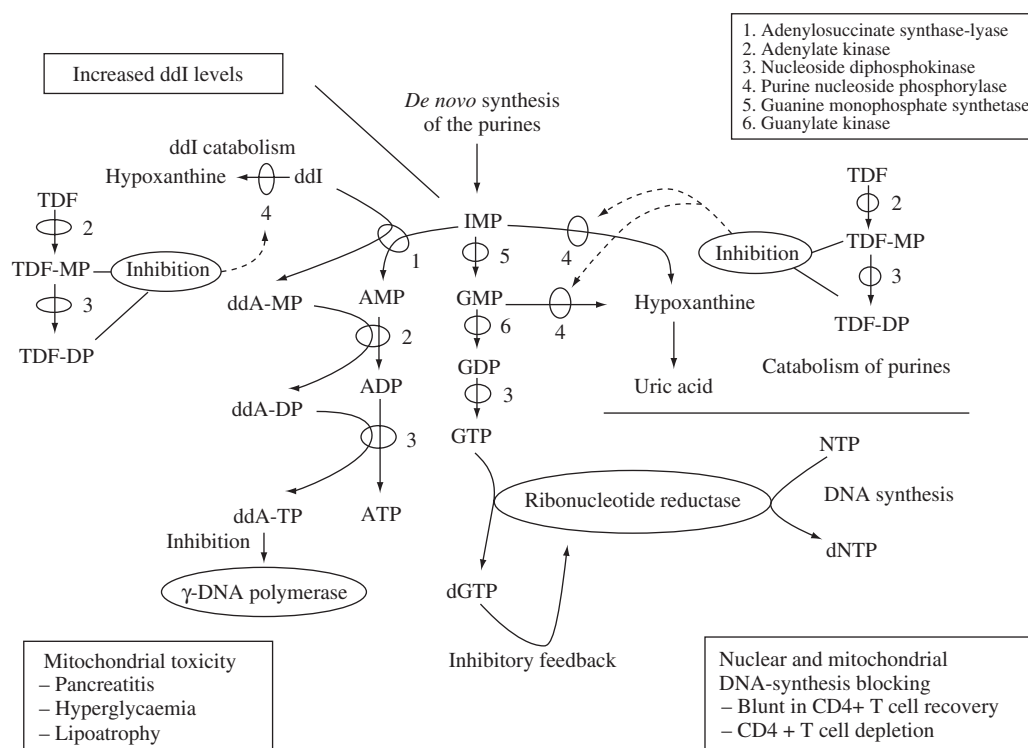 1. Adenylosuccinate synthase-lyase
2. Adenylate kinase
3. Nucleoside diphosphokinase
4. Purine nucleoside phosphorylase
5 Guanine monophosphate synthetase
6 Guanylate kinase
Increased ddI levels
De novo synthesis
of the purines
ddI catabolism
Hypoxanthine
ddI
4
TDF
2
TDF-MP
Inhibition
3
TDF-DP
IMP
1
5
4
TDF
2
Inhibition
TDF-MP
3
TDF-DP
ddA-MP
AMP
GMP
4
Hypoxanthine
2
6
ddA-DP
ADP
GDP
Uric acid
Catabolism of purines
3
3
GTP
NTP
ddA-TP
ATP
Ribonucleotide reductase
DNA synthesis
dNTP
Inhibition
γ-DNA polymerase
dGTP
Inhibitory feedback
Mitochondrial toxicity
– Pancreatitis
– Hyperglycaemia
– Lipoatrophy
Nuclear and mitochondrial
DNA-synthesis blocking
– Blunt in CD4+ T cell recovery
– CD4 + T cell depletion